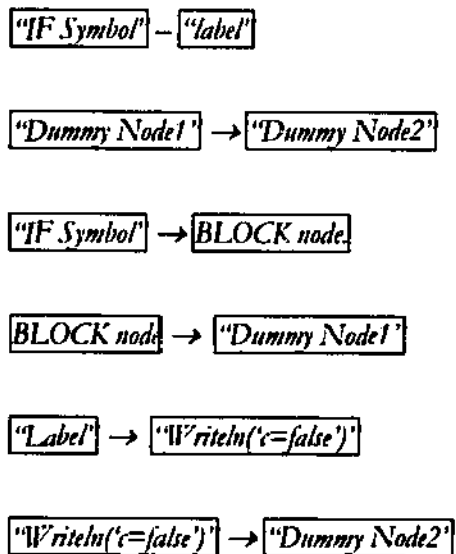 “IF Symbol” – “label”
“Dummy Node1” → “Dummy Node2”
“IF Symbol” → BLOCK node.
BLOCK node → “Dummy Node1”
“Label” → “Writeln(‘c=false’)”
“Writeln(‘c=false’)” → “Dummy Node2”